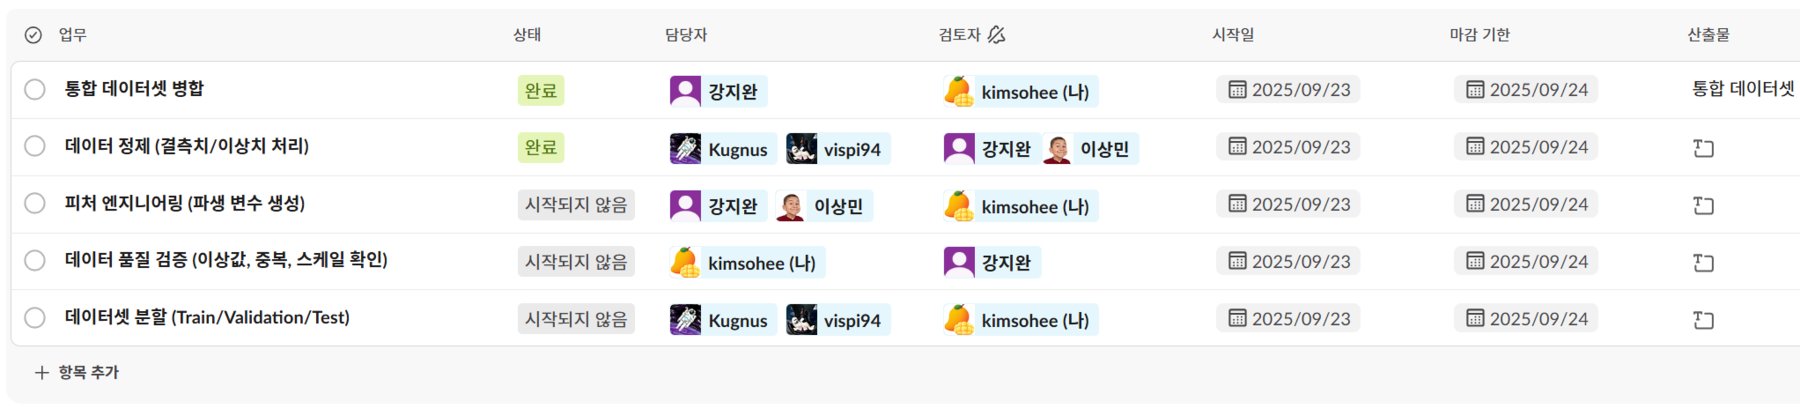 업무 상태 담당자 검토자 시작일 마감 기한 산출물
통합 데이터셋 병합 완료 강지완 kimsohee (나) 2025/09/23 2025/09/24 통합 데이터셋
데이터 정제 (결측치/이상치 처리) 완료 Kugnus vispi94 강지완 이상민 2025/09/23 2025/09/24
피처 엔지니어링 (파생 변수 생성) 시작되지 않음 강지완 이상민 kimsohee (나) 2025/09/23 2025/09/24
데이터 품질 검증 (이상값, 중복, 스케일 확인) 시작되지 않음 kimsohee (나) 강지완 2025/09/23 2025/09/24
데이터셋 분할 (Train/Validation/Test) 시작되지 않음 Kugnus vispi94 kimsohee (나) 2025/09/23 2025/09/24
항목 추가